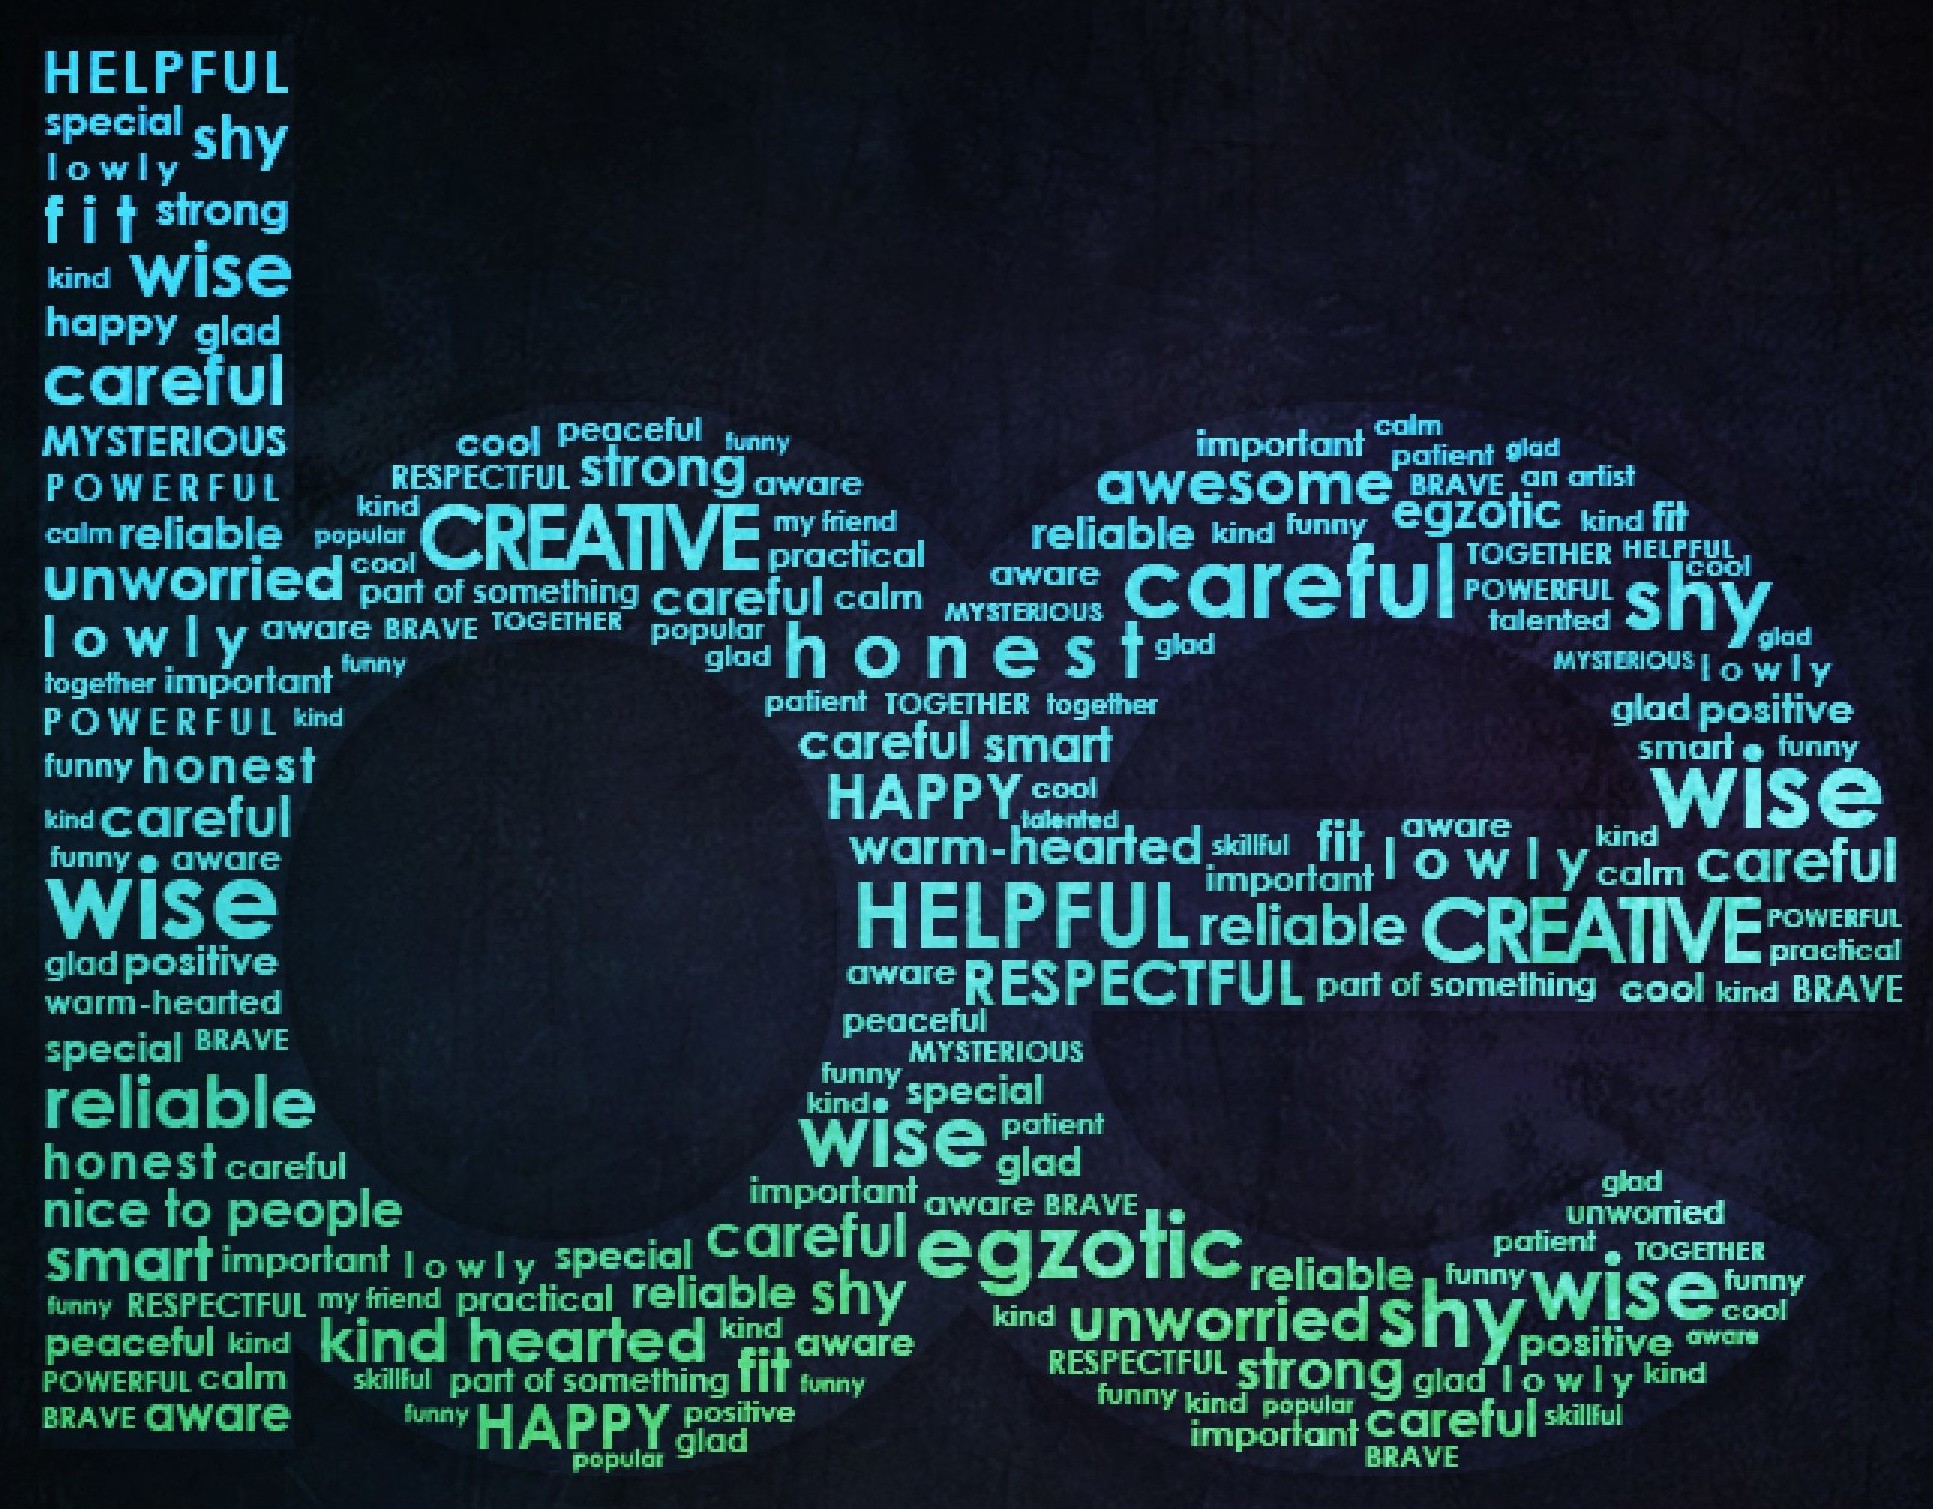 HELPFUL
special shy
lowly
fit strong
kind wise
happy glad
careful
MYSTERIOUS
POWERFUL
calm reliable
unworried
lowly aware BRAVE TOGETHER
together important funny
POWERFUL kind
funny honest
kind careful
funny aware
wise
glad positive
warm-hearted
special BRAVE
reliable
honest careful
nice to people
smart important lowly special careful
funny RESPECTFUL my friend practical reliable shy
peaceful kind kind hearted kind aware
POWERFUL calm skillful part of something fit funny
BRAVE aware funny HAPPY positive
glad
popular
cool peaceful funny
RESPECTFUL strong aware
kind CREATIVE my friend
popular practical
cool
part of something careful calm
popular
glad honest glad
patient TOGETHER together
careful smart
HAPPY cool
talented
warm-hearted skillful fit lowly aware kind
important calm careful
HELPFUL reliable CREATIVE POWERFUL
practical
aware RESPECTFUL part of something cool kind BRAVE
peaceful
MYSTERIOUS
funny special
kind
wise patient
glad
important aware BRAVE
important calm
patient glad
awesome BRAVE an artist
reliable kind funny egzotic kind fit
aware careful TOGETHER HELPFUL
cool
MYSTERIOUS POWERFUL shy
talented glad
MYSTERIOUS lowly
glad positive
smart funny
wise
glad
unworried
patient TOGETHER
egzotic reliable funny wise funny
kind unworried shy cool
positive aware
RESPECTFUL strong glad lowly kind
funny kind popular careful skillful
important
BRAVE